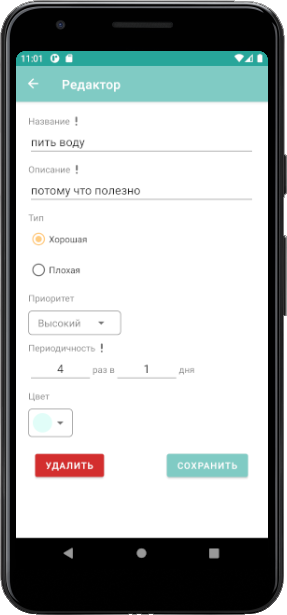 11:01
Редактор
Название !
пить воду
Описание !
потому что полезно
Тип
Хорошая
Плохая
Приоритет
Высокий
Периодичность !
4 раз в 1 дня
Цвет
УДАЛИТЬ СОХРАНИТЬ